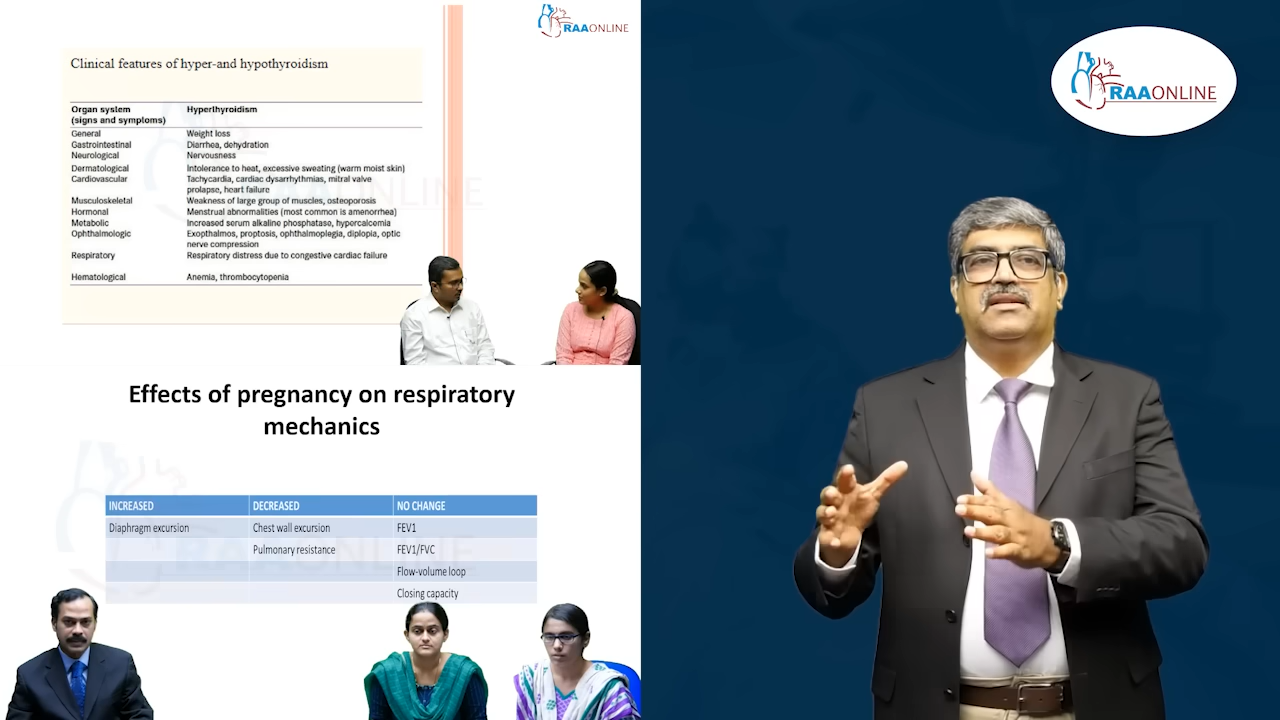 RAAONLINE
Clinical features of hyper-and hypothyroidism
Organ system Hyperthyroidism
(signs and symptoms)
General Weight loss
Gastrointestinal Diarrhea, dehydration
Neurological Nervousness
Dermatological Intolerance to heat, excessive sweating (warm moist skin)
Cardiovascular Tachycardia, cardiac dysarrhythmias, mitral valve
prolapse, heart failure
Musculoskeletal Weakness of large group of muscles, osteoporosis
Hormonal Menstrual abnormalities (most common is amenorrhea)
Metabolic Increased serum alkaline phosphatase, hypercalcemia
Ophthalmologic Exopthalmos, proptosis, ophthalmoplegia, diplopia, optic
nerve compression
Respiratory Respiratory distress due to congestive cardiac failure
Hematological Anemia, thrombocytopenia
RAAONLINE
Effects of pregnancy on respiratory
mechanics
INCREASED DECREASED NO CHANGE
Diaphragm excursion Chest wall excursion FEV1
Pulmonary resistance FEV1/FVC
Flow-volume loop
Closing capacity
RAAONLINE
RAAONLINE